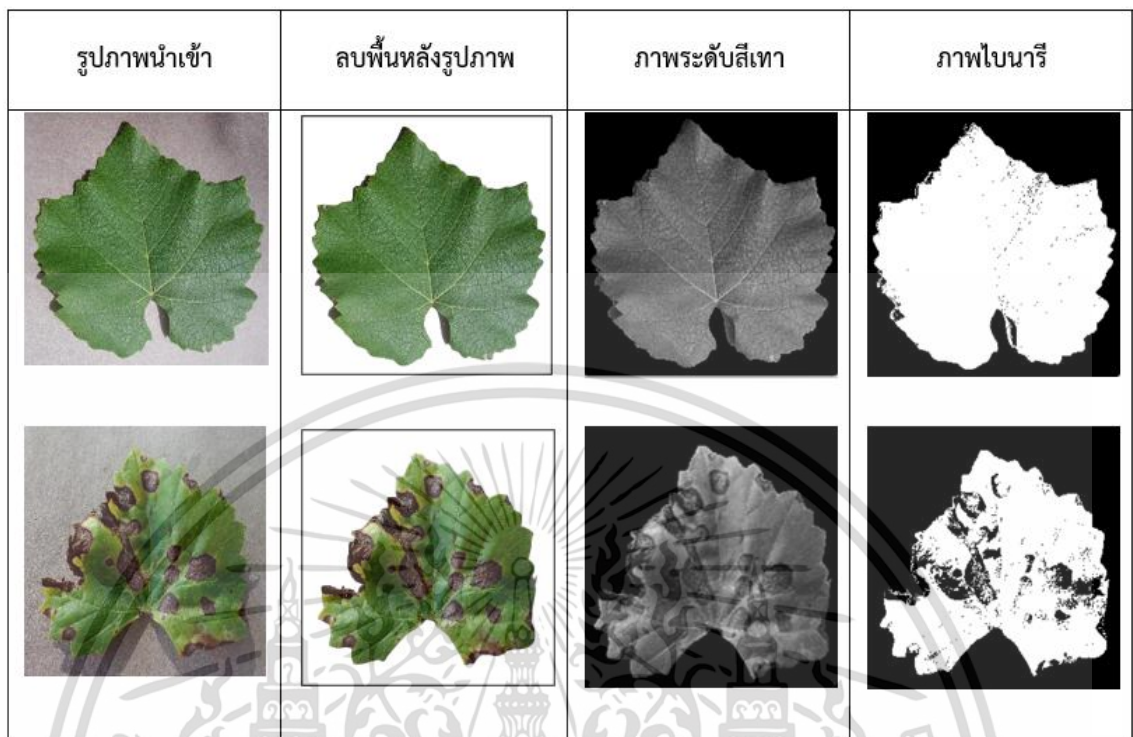 รูปภาพนำเข้า
ลบพื้นหลังรูปภาพ
ภาพระดับสีเทา
ภาพไบนารี